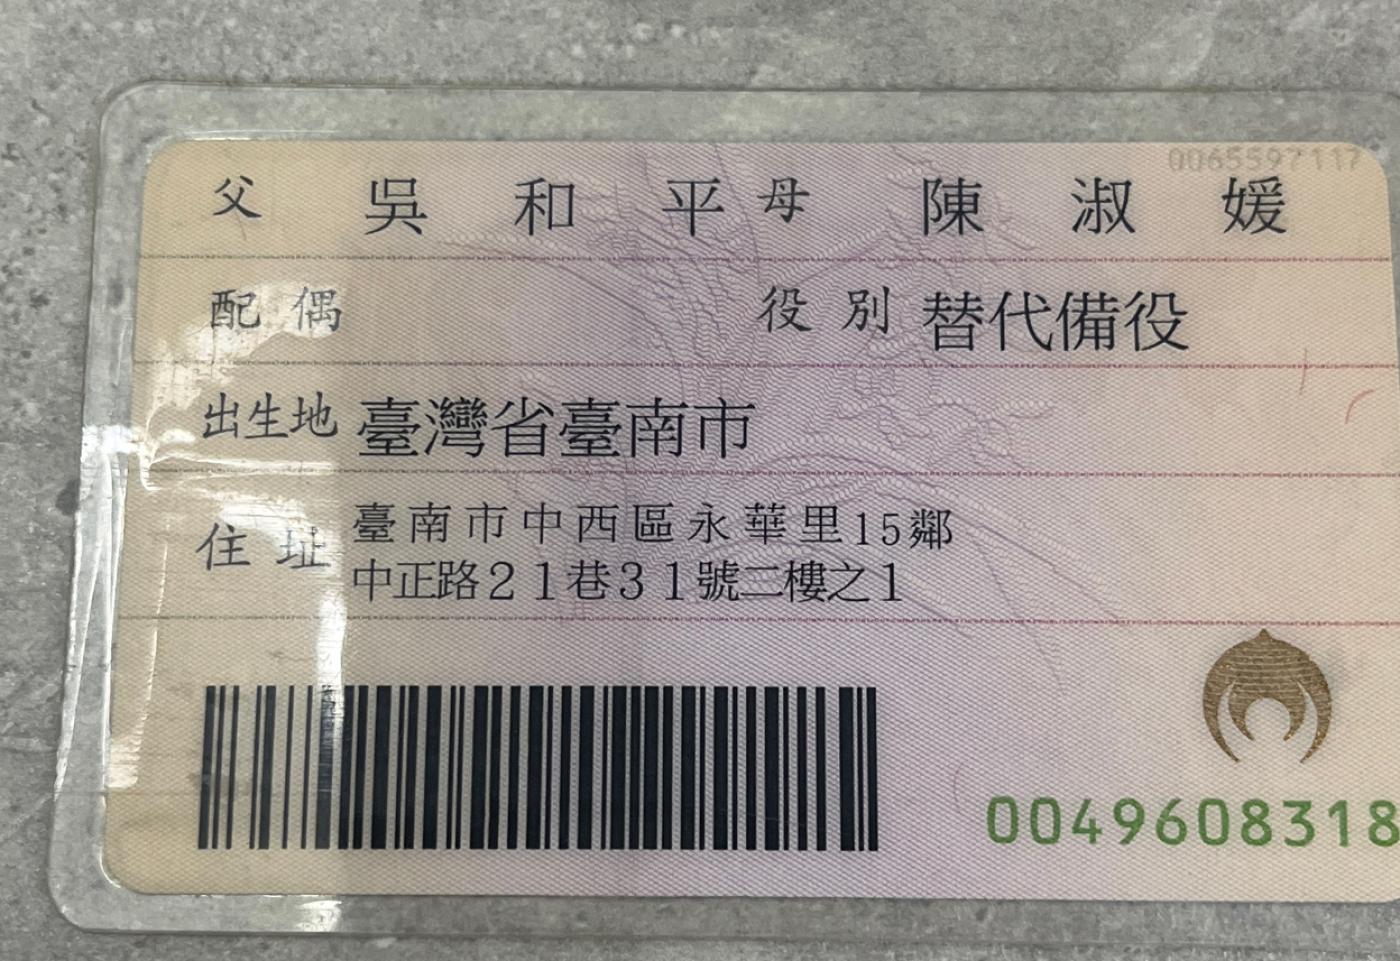 0065597117
父 吳和平 母 陳淑媛
配偶 役別 替代備役
出生地 臺灣省臺南市
住址 臺南市中西區永華里15鄰
中正路21巷31號二樓之1
0049608318